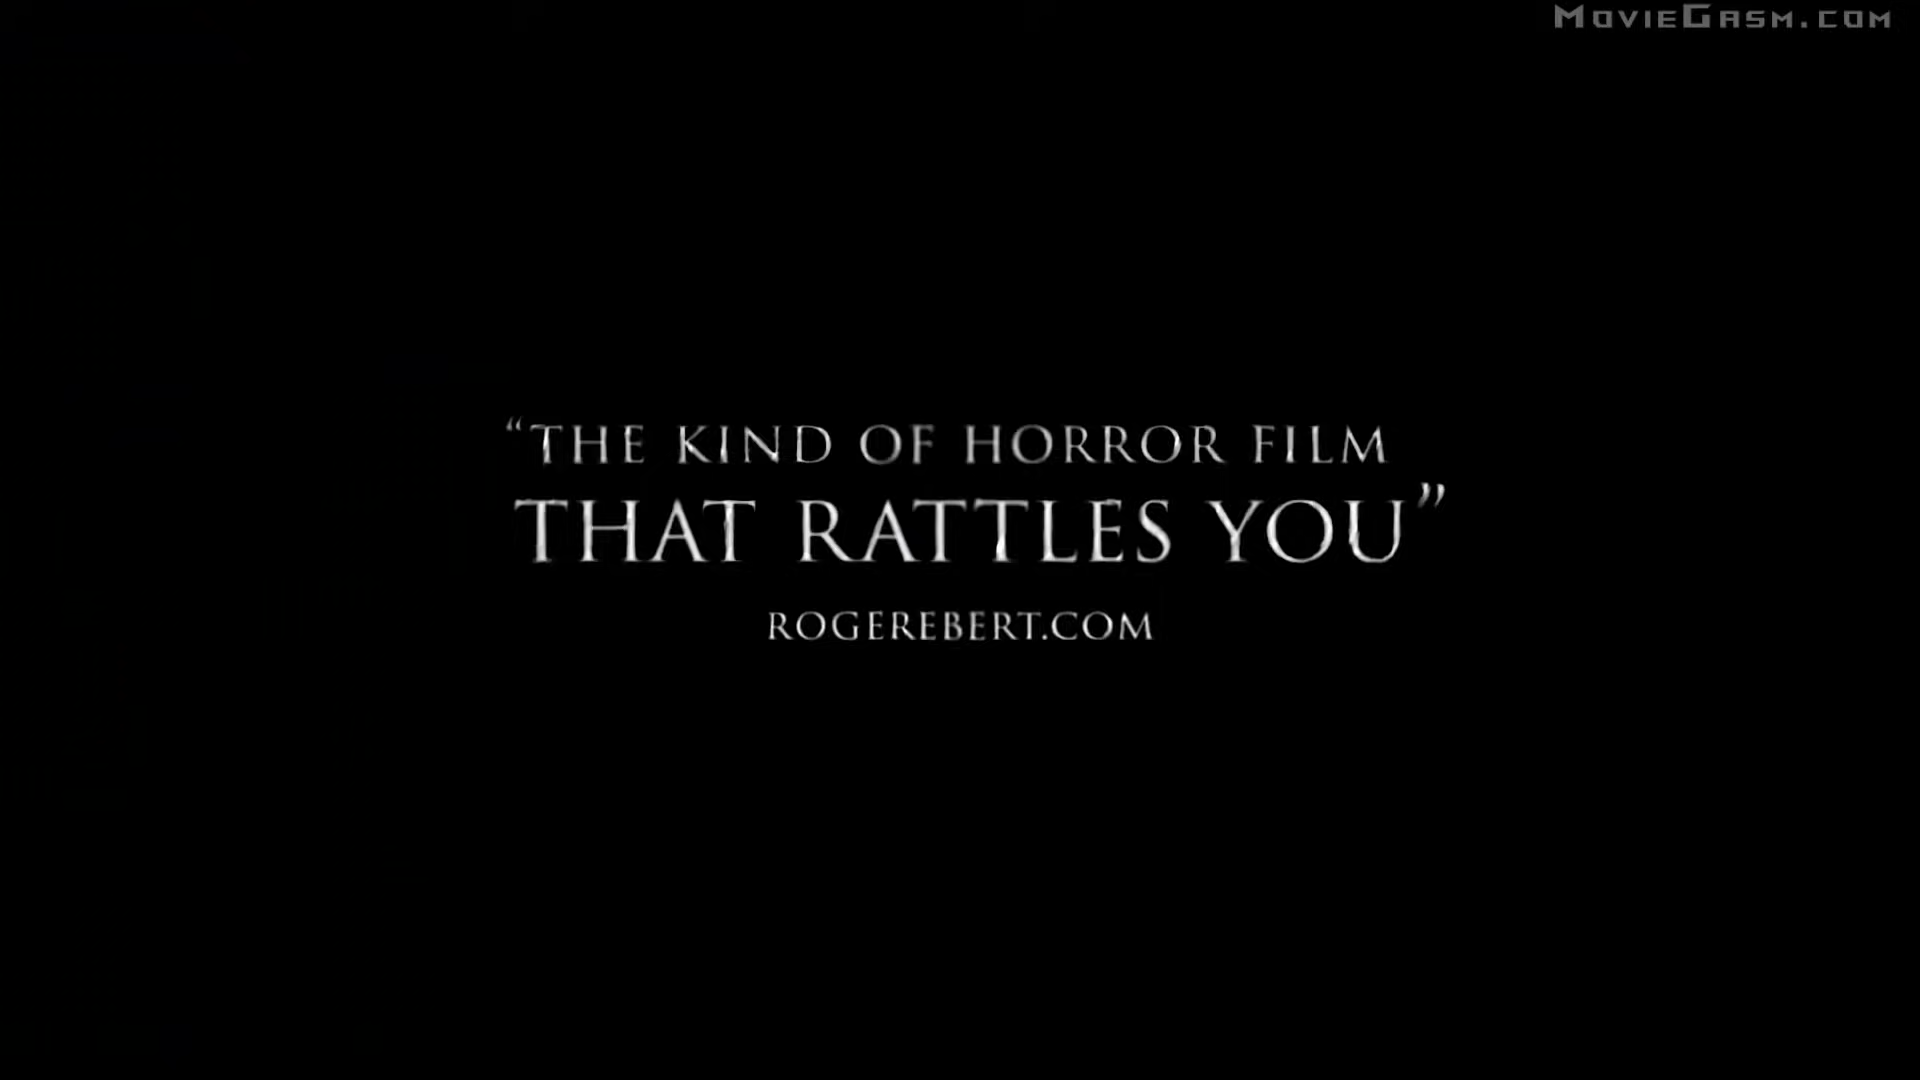 MovieGasm.com
“THE KIND OF HORROR FILM
THAT RATTLES YOU”
ROGEREBERT.COM